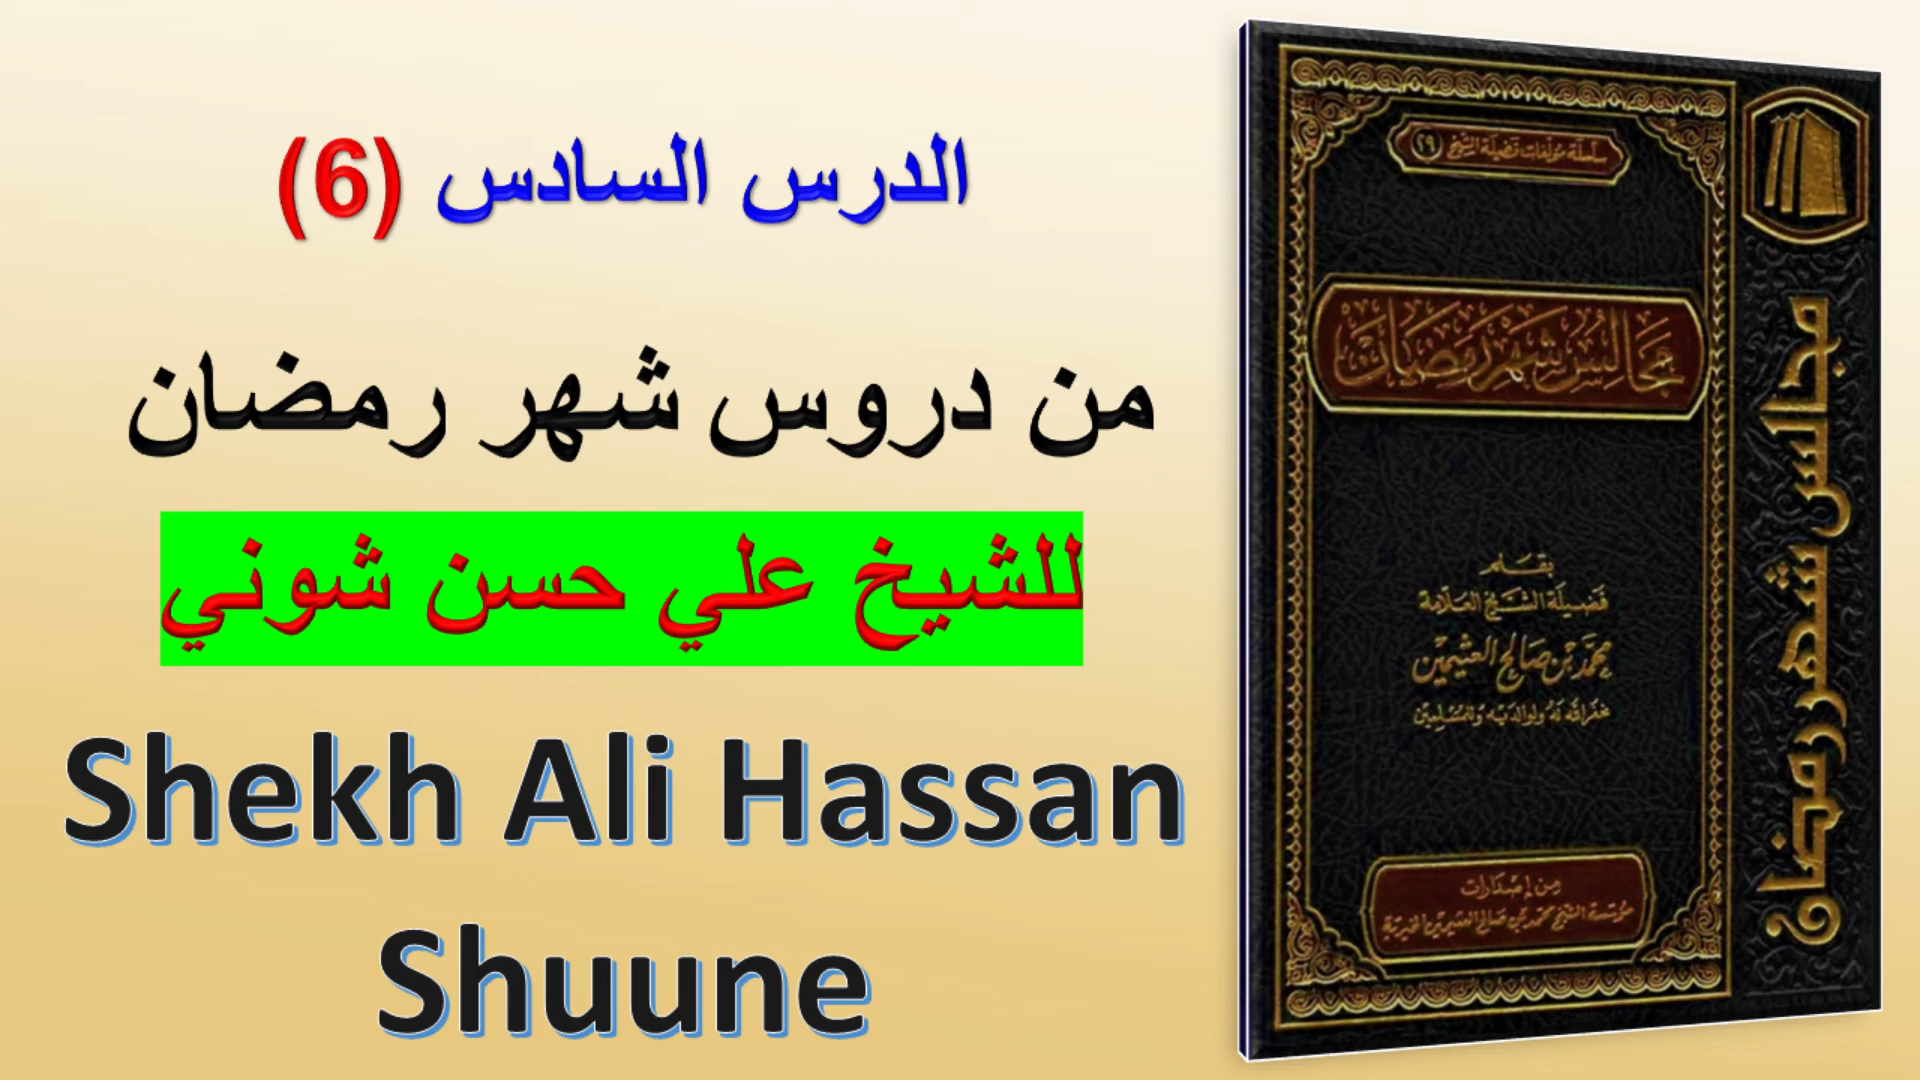 الدرس السادس (6)
من دروس شهر رمضان
للشيخ علي حسن شوني
Shekh Ali Hassan
Shuune
سلسلة مؤلفات فضيلة الشيخ (٢٩)
مجالس شهر رمضان
بقلم
فضيلة الشيخ العلامة
محمد بن صالح العثيمين
غفر الله له ولوالديه وللمسلمين
من إصدارات
مؤسسة الشيخ محمد بن صالح العثيمين الخيرية
مجالس شهر رمضان